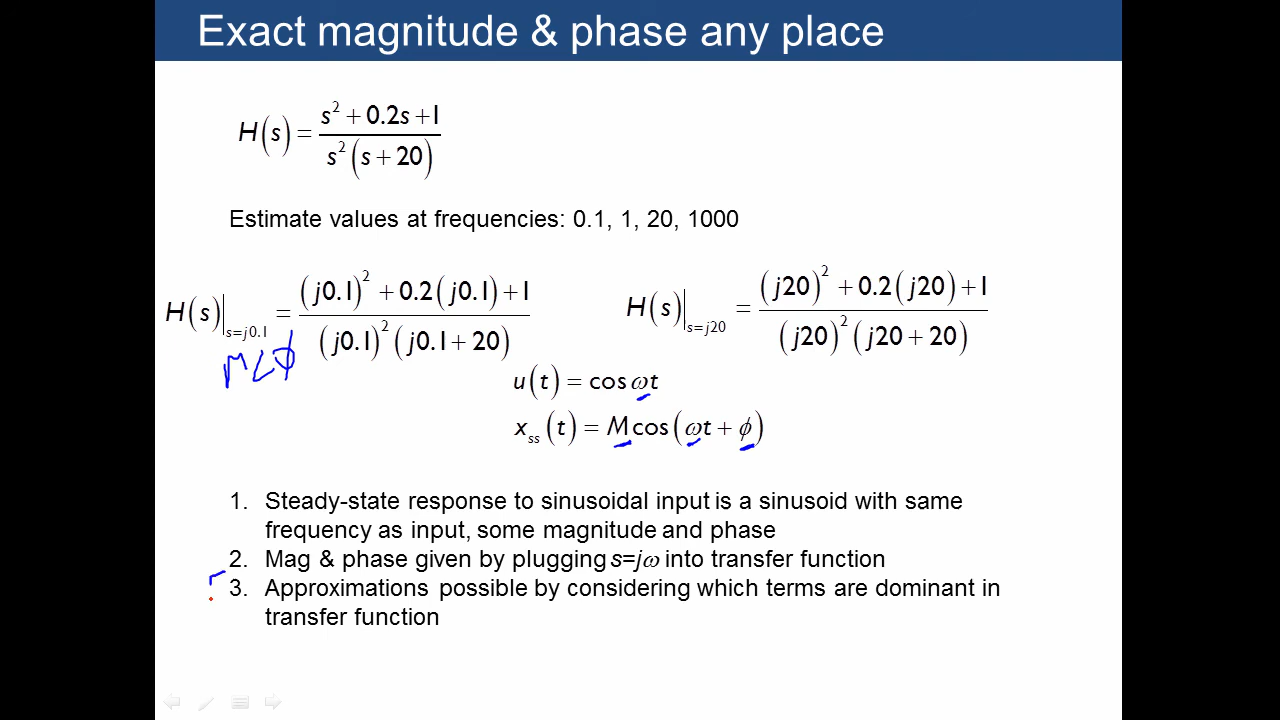 Exact magnitude & phase any place
H(s) = (s² + 0.2s + 1) / (s²(s + 20))
Estimate values at frequencies: 0.1, 1, 20, 1000
H(s)|s=j0.1 = ((j0.1)² + 0.2(j0.1) + 1) / ((j0.1)²(j0.1 + 20))
M∠ϕ
H(s)|s=j20 = ((j20)² + 0.2(j20) + 1) / ((j20)²(j20 + 20))
u(t) = cos ωt
xss(t) = M cos(ωt + ϕ)
1. Steady-state response to sinusoidal input is a sinusoid with same
frequency as input, some magnitude and phase
2. Mag & phase given by plugging s=jω into transfer function
3. Approximations possible by considering which terms are dominant in
transfer function